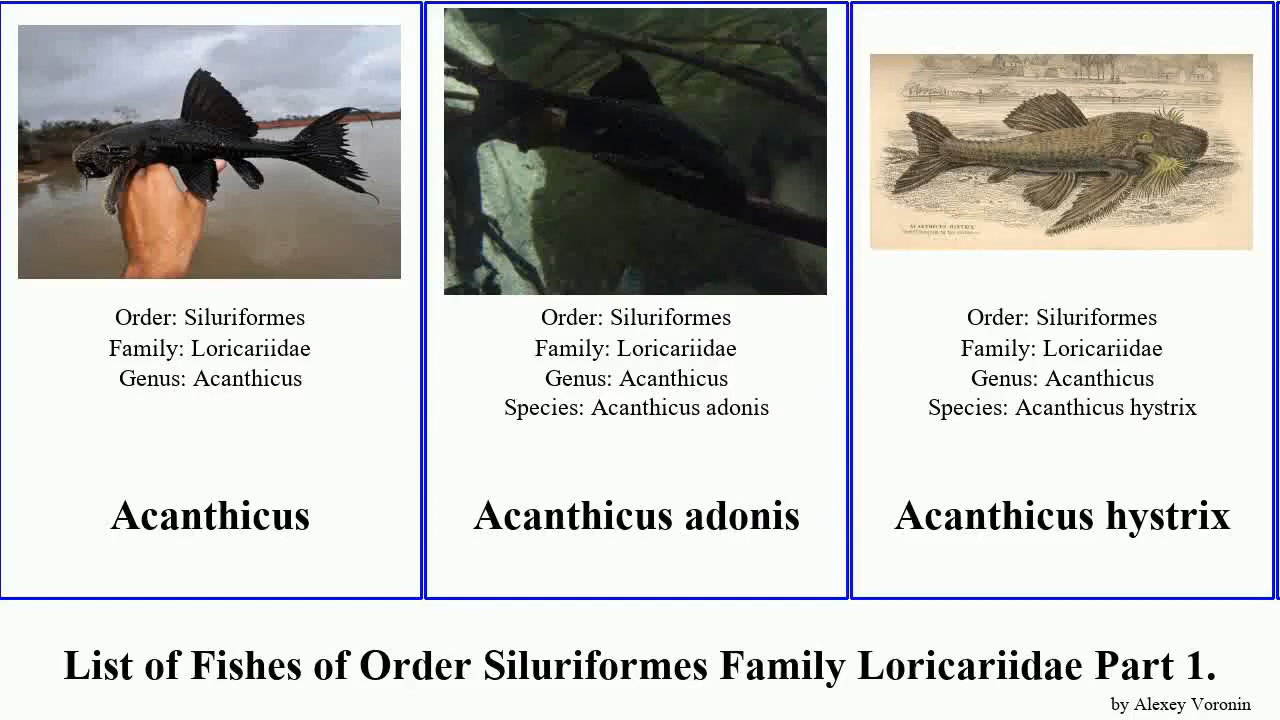 Order: Siluriformes
Family: Loricariidae
Genus: Acanthicus
Acanthicus
Order: Siluriformes
Family: Loricariidae
Genus: Acanthicus
Species: Acanthicus adonis
Acanthicus adonis
ACANTHICUS HYSTRIX
Order: Siluriformes
Family: Loricariidae
Genus: Acanthicus
Species: Acanthicus hystrix
Acanthicus hystrix
List of Fishes of Order Siluriformes Family Loricariidae Part 1.
by Alexey Voronin